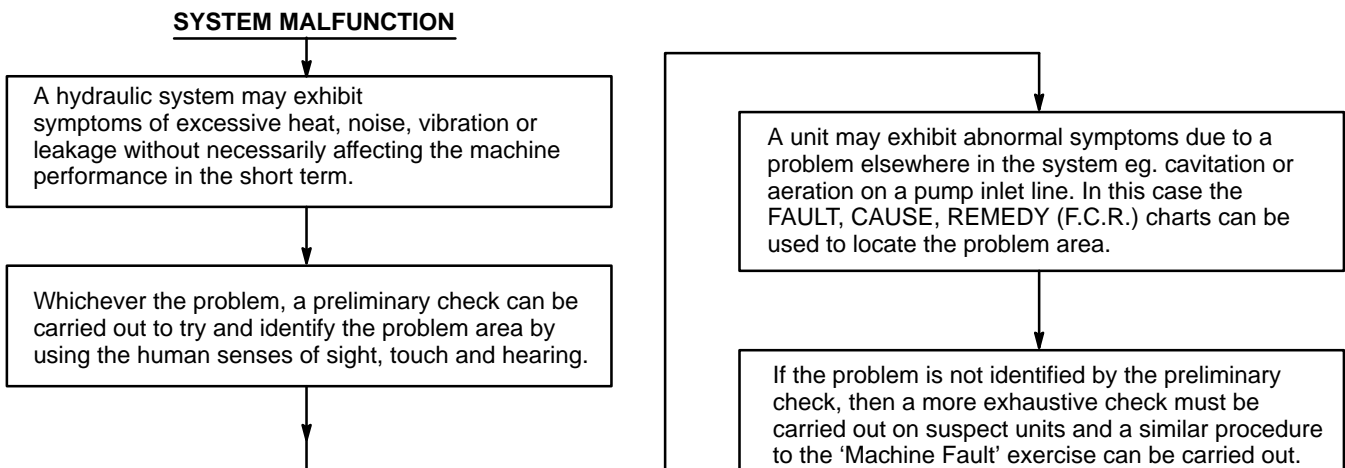 SYSTEM MALFUNCTION
A hydraulic system may exhibit
symptoms of excessive heat, noise, vibration or
leakage without necessarily affecting the machine
performance in the short term.
Whichever the problem, a preliminary check can be
carried out to try and identify the problem area by
using the human senses of sight, touch and hearing.
A unit may exhibit abnormal symptoms due to a
problem elsewhere in the system eg. cavitation or
aeration on a pump inlet line. In this case the
FAULT, CAUSE, REMEDY (F.C.R.) charts can be
used to locate the problem area.
If the problem is not identified by the preliminary
check, then a more exhaustive check must be
carried out on suspect units and a similar procedure
to the ‘Machine Fault’ exercise can be carried out.